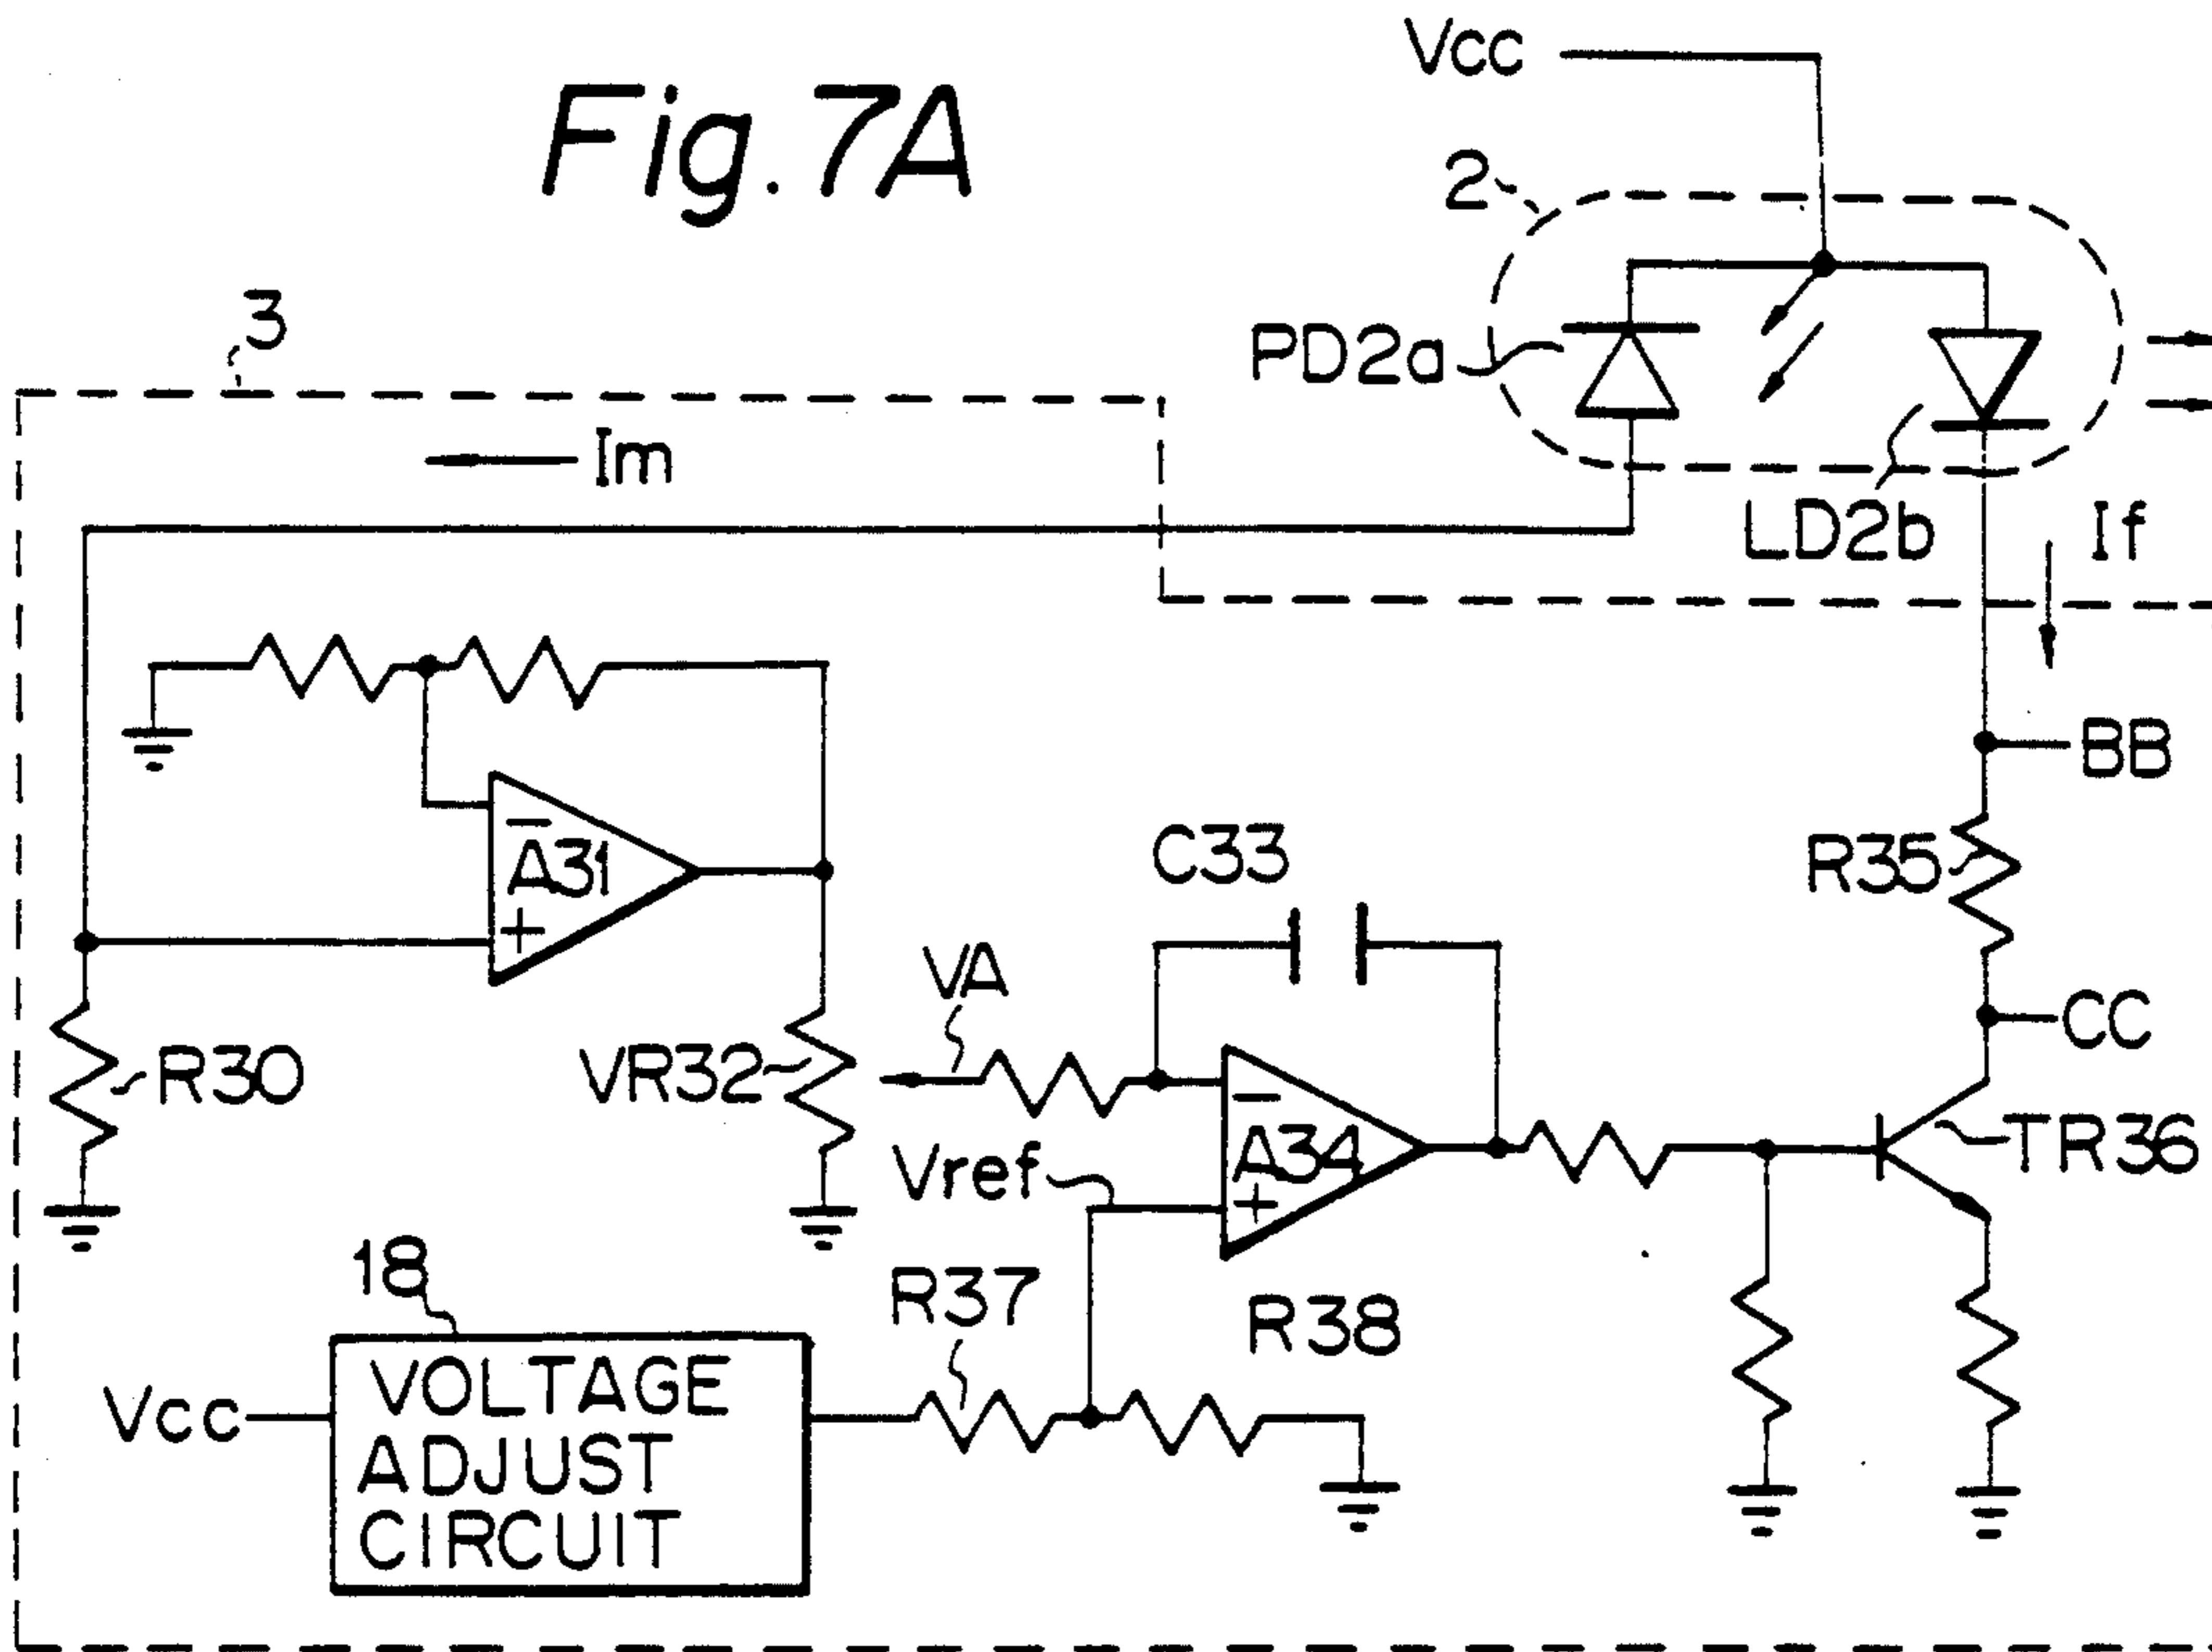 Fig. 7A
Vcc
2
3
PD2a
Im
LD2b
If
BB
A31
C33
R35
VA
CC
R30
VR32
A34
TR36
Vref
18
R37
R38
Vcc
VOLTAGE
ADJUST
CIRCUIT